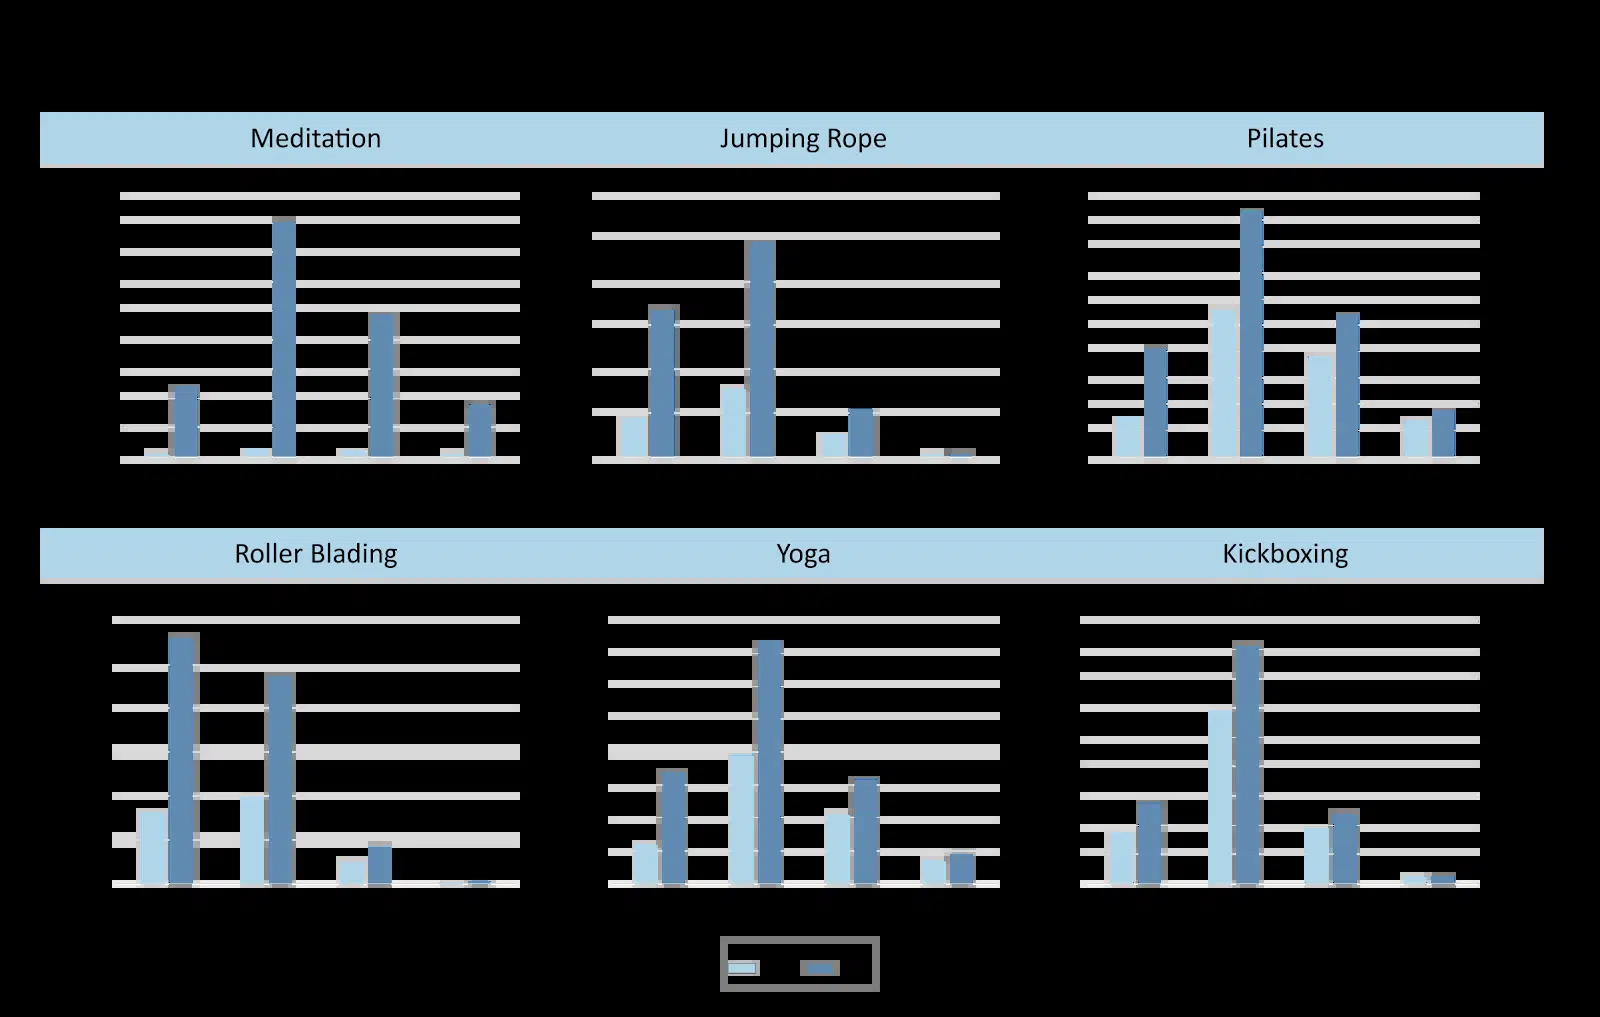 Meditation
Jumping Rope
Pilates
Roller Blading
Yoga
Kickboxing